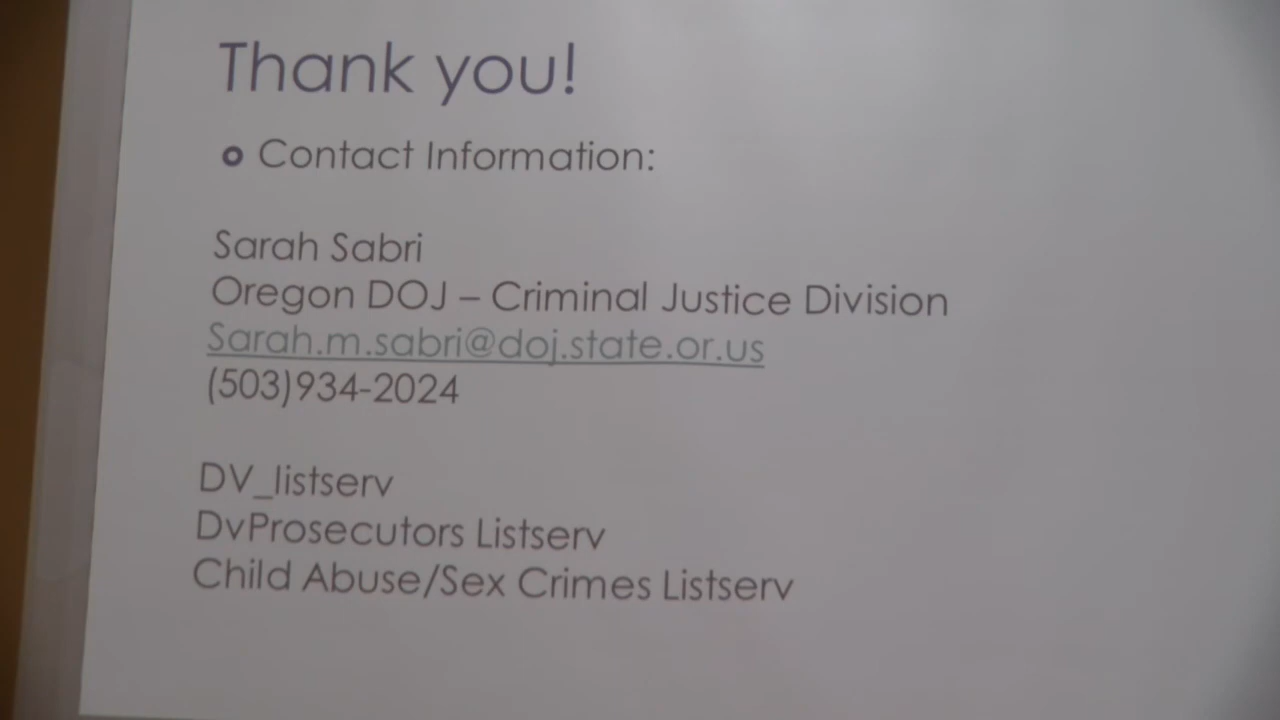 Thank you!
Contact Information:
Sarah Sabri
Oregon DOJ – Criminal Justice Division
Sarah.m.sabri@doj.state.or.us
(503)934-2024
DV_listserv
DvProsecutors Listserv
Child Abuse/Sex Crimes Listserv